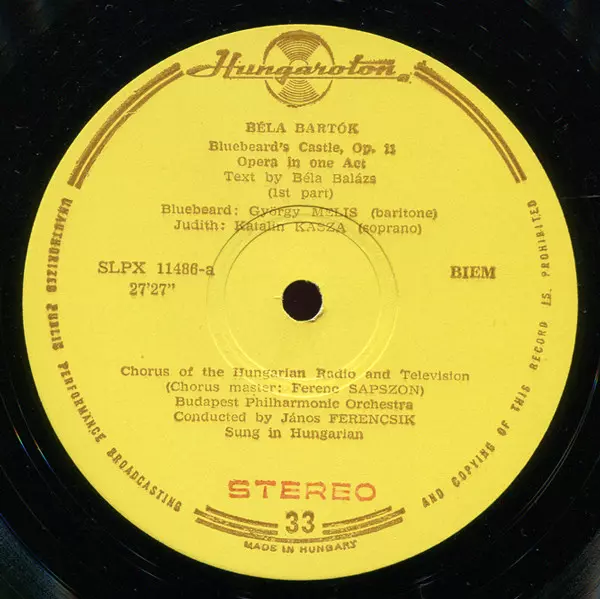 Hungaroton
BÉLA BARTÓK
Bluebeard's Castle, Op. 11
Opera in one Act
Text by Béla Balázs
(1st part)
Bluebeard: György MELIS (baritone)
Judith: Katalin KASZA (soprano)
SLPX 11486-a
27'27"
BIEM
Chorus of the Hungarian Radio and Television
(Chorus master: Ferenc SAPSZON)
Budapest Philharmonic Orchestra
Conducted by János FERENCSIK
Sung in Hungarian
STEREO
33
MADE IN HUNGARY
UNAUTHORIZED PUBLIC PERFORMANCE BROADCASTING
AND COPYING OF THIS RECORD IS PROHIBITED